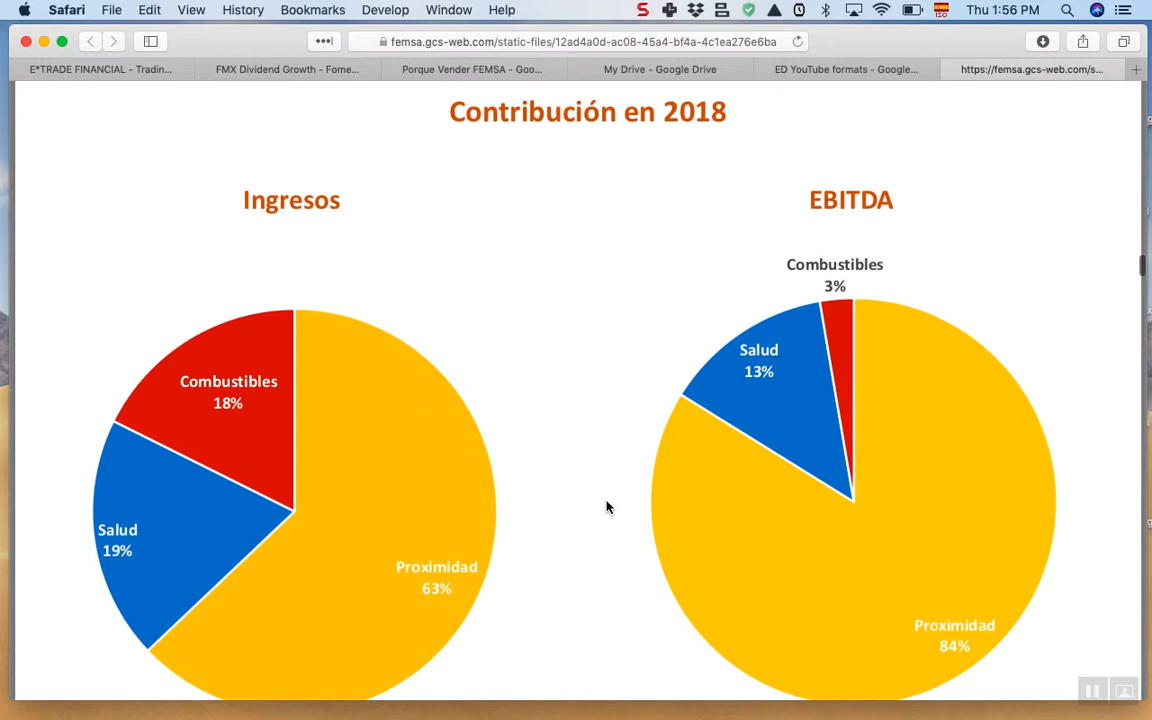 Safari File Edit View History Bookmarks Develop Window Help Thu 1:56 PM
femsa.gcs-web.com/static-files/12ad4a0d-ac08-45a4-bf4a-4c1ea276e6ba
E*TRADE FINANCIAL - Tradin... FMX Dividend Growth - Fome... Porque Vender FEMSA - Goo... My Drive - Google Drive ED YouTube formats - Google... https://femsa.gcs-web.com/s...
Contribución en 2018
Ingresos
EBITDA
Combustibles
18%
Salud
19%
Proximidad
63%
Combustibles
3%
Salud
13%
Proximidad
84%